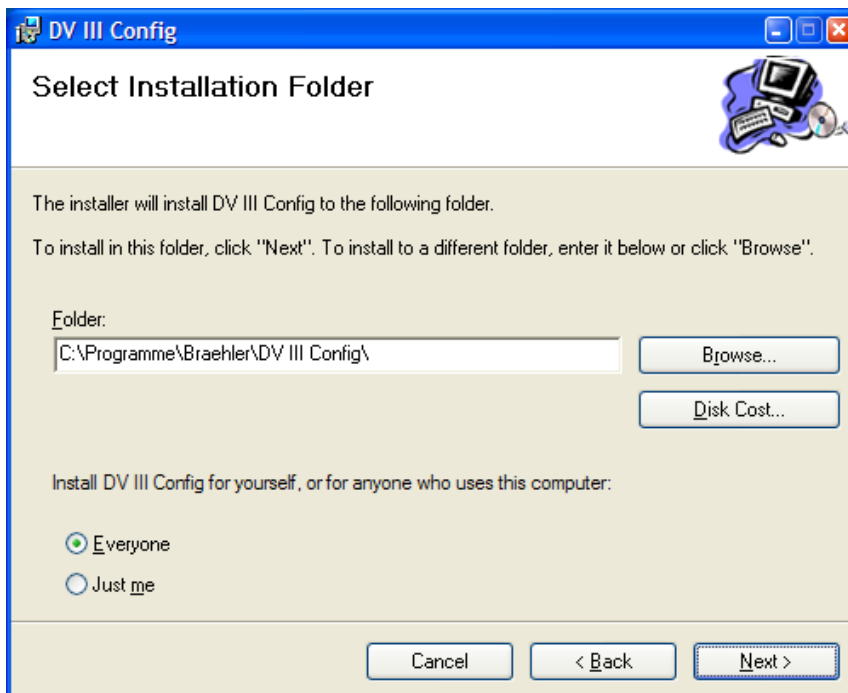 DV III Config
Select Installation Folder
The installer will install DV III Config to the following folder.
To install in this folder, click "Next". To install to a different folder, enter it below or click "Browse".
Folder:
C:\Programme\Braehler\DV III Config\
Browse...
Disk Cost...
Install DV III Config for yourself, or for anyone who uses this computer:
Everyone
Just me
Cancel
< Back
Next >